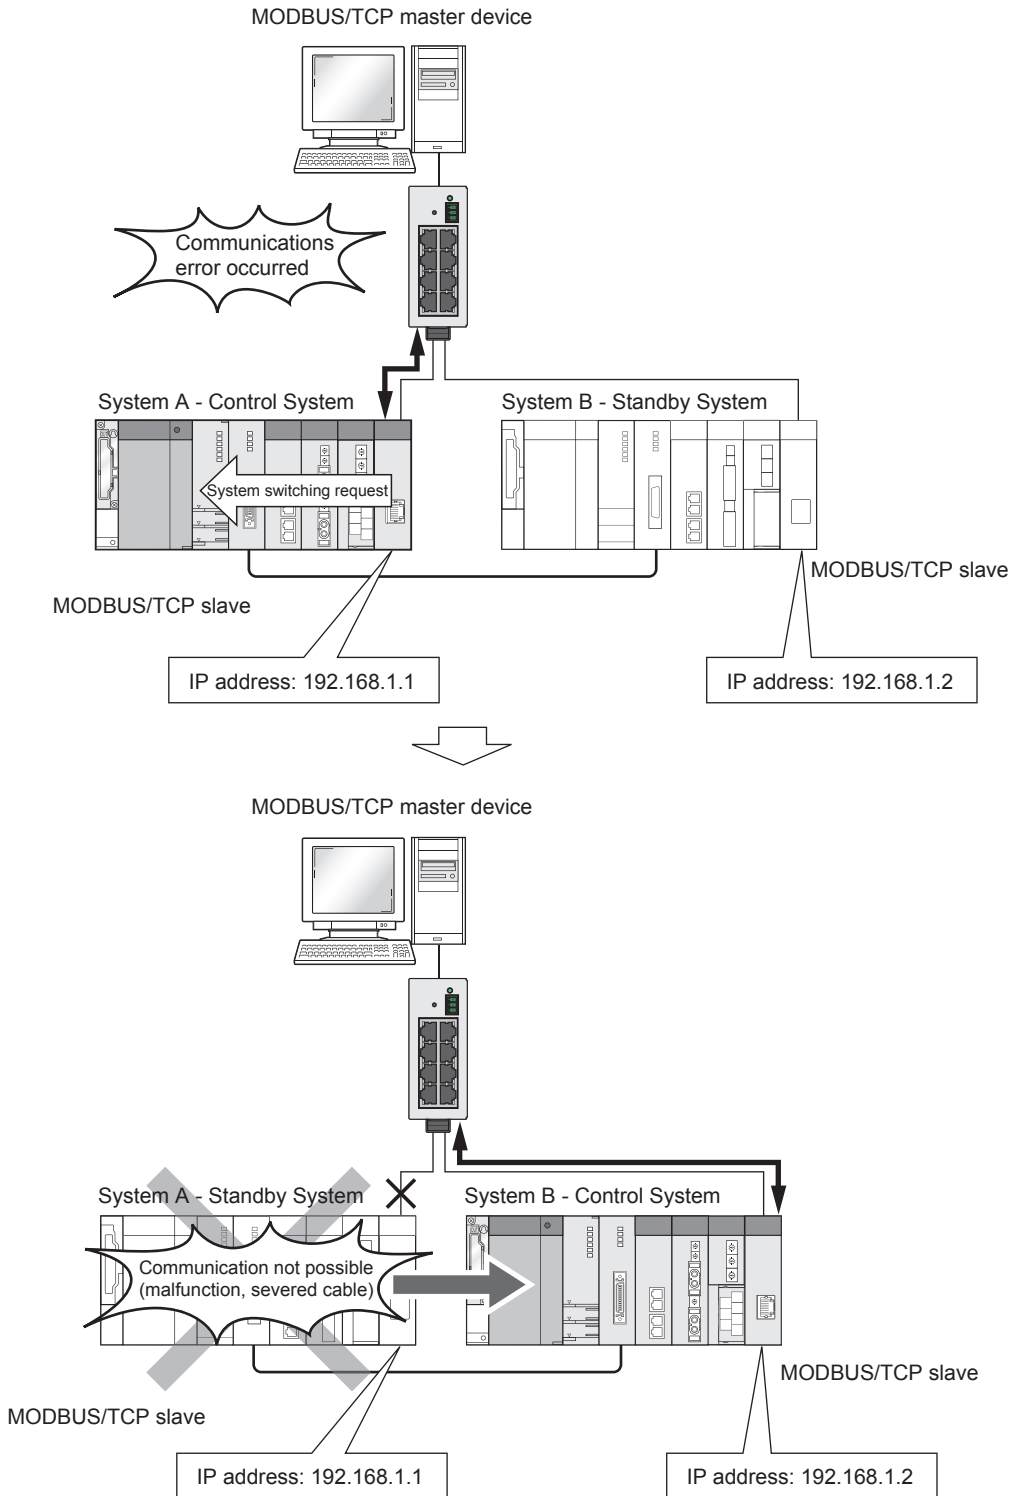 MODBUS/TCP master device
Communications
error occurred
System A - Control System
System B - Standby System
System switching request
MODBUS/TCP slave
MODBUS/TCP slave
IP address: 192.168.1.1
IP address: 192.168.1.2
MODBUS/TCP master device
System A - Standby System
System B - Control System
Communication not possible
(malfunction, severed cable)
MODBUS/TCP slave
MODBUS/TCP slave
IP address: 192.168.1.1
IP address: 192.168.1.2